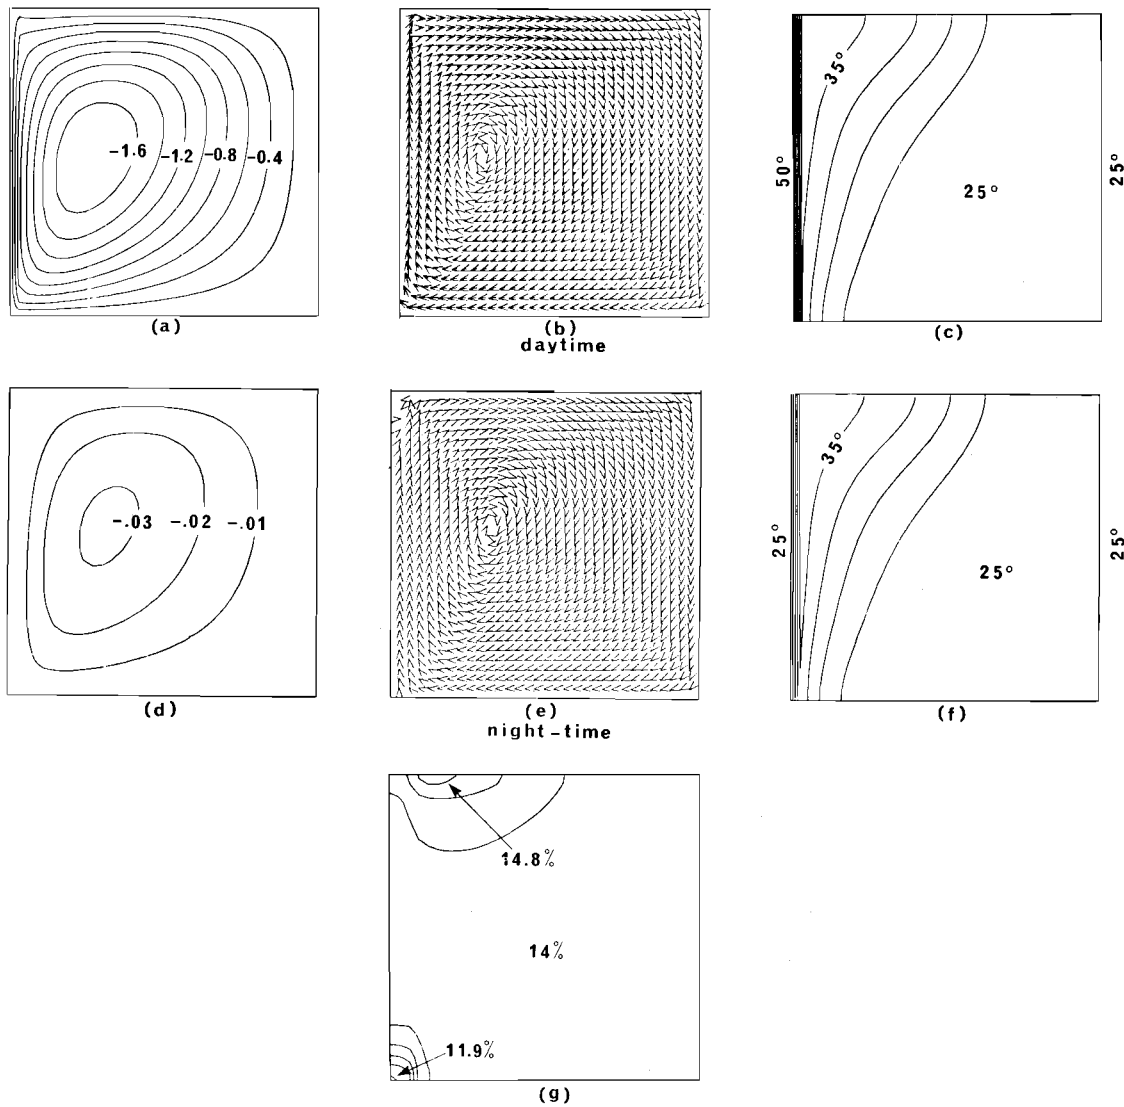 -1.6 -1.2 -0.8 -0.4
(a)
(b)
daytime
50°
35°
25°
25°
(c)
-.03 -.02 -.01
(d)
(e)
night-time
25°
35°
25°
25°
(f)
14.8%
14%
11.9%
(g)